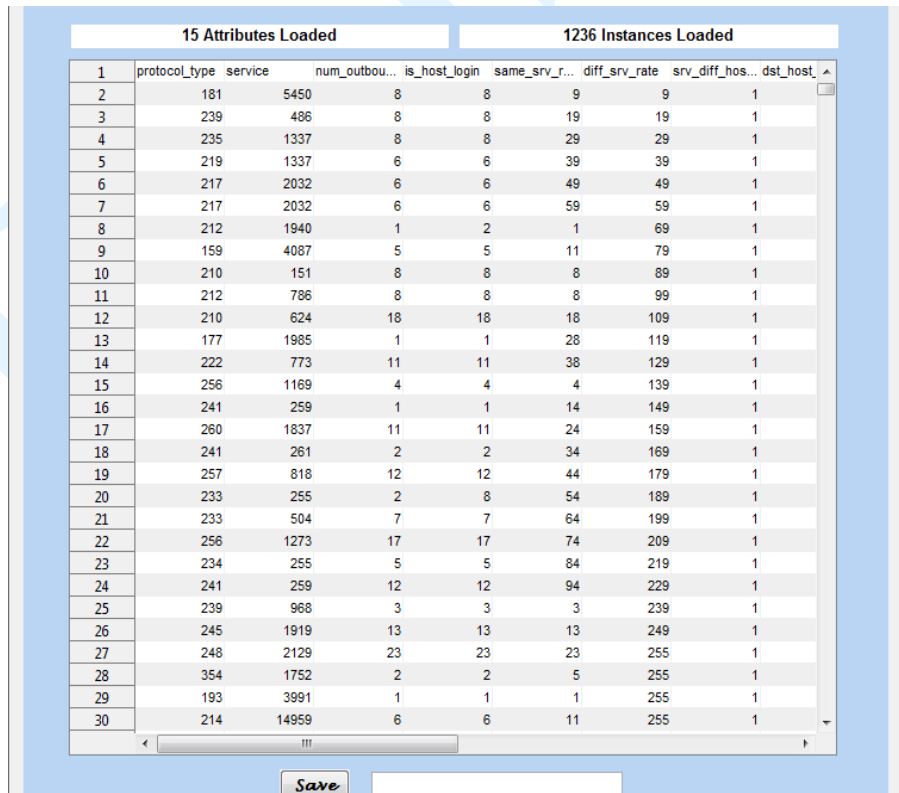 15 Attributes Loaded 1236 Instances Loaded
1 protocol_type service num_outbou... is_host_login same_srv_r... diff_srv_rate srv_diff_hos... dst_host_
2 181 5450 8 8 9 9 1
3 239 486 8 8 19 19 1
4 235 1337 8 8 29 29 1
5 219 1337 6 6 39 39 1
6 217 2032 6 6 49 49 1
7 217 2032 6 6 59 59 1
8 212 1940 1 2 1 69 1
9 159 4087 5 5 11 79 1
10 210 151 8 8 8 89 1
11 212 786 8 8 8 99 1
12 210 624 18 18 18 109 1
13 177 1985 1 1 28 119 1
14 222 773 11 11 38 129 1
15 256 1169 4 4 4 139 1
16 241 259 1 1 14 149 1
17 260 1837 11 11 24 159 1
18 241 261 2 2 34 169 1
19 257 818 12 12 44 179 1
20 233 255 2 8 54 189 1
21 233 504 7 7 64 199 1
22 256 1273 17 17 74 209 1
23 234 255 5 5 84 219 1
24 241 259 12 12 94 229 1
25 239 968 3 3 3 239 1
26 245 1919 13 13 13 249 1
27 248 2129 23 23 23 255 1
28 354 1752 2 2 5 255 1
29 193 3991 1 1 1 255 1
30 214 14959 6 6 11 255 1
Save